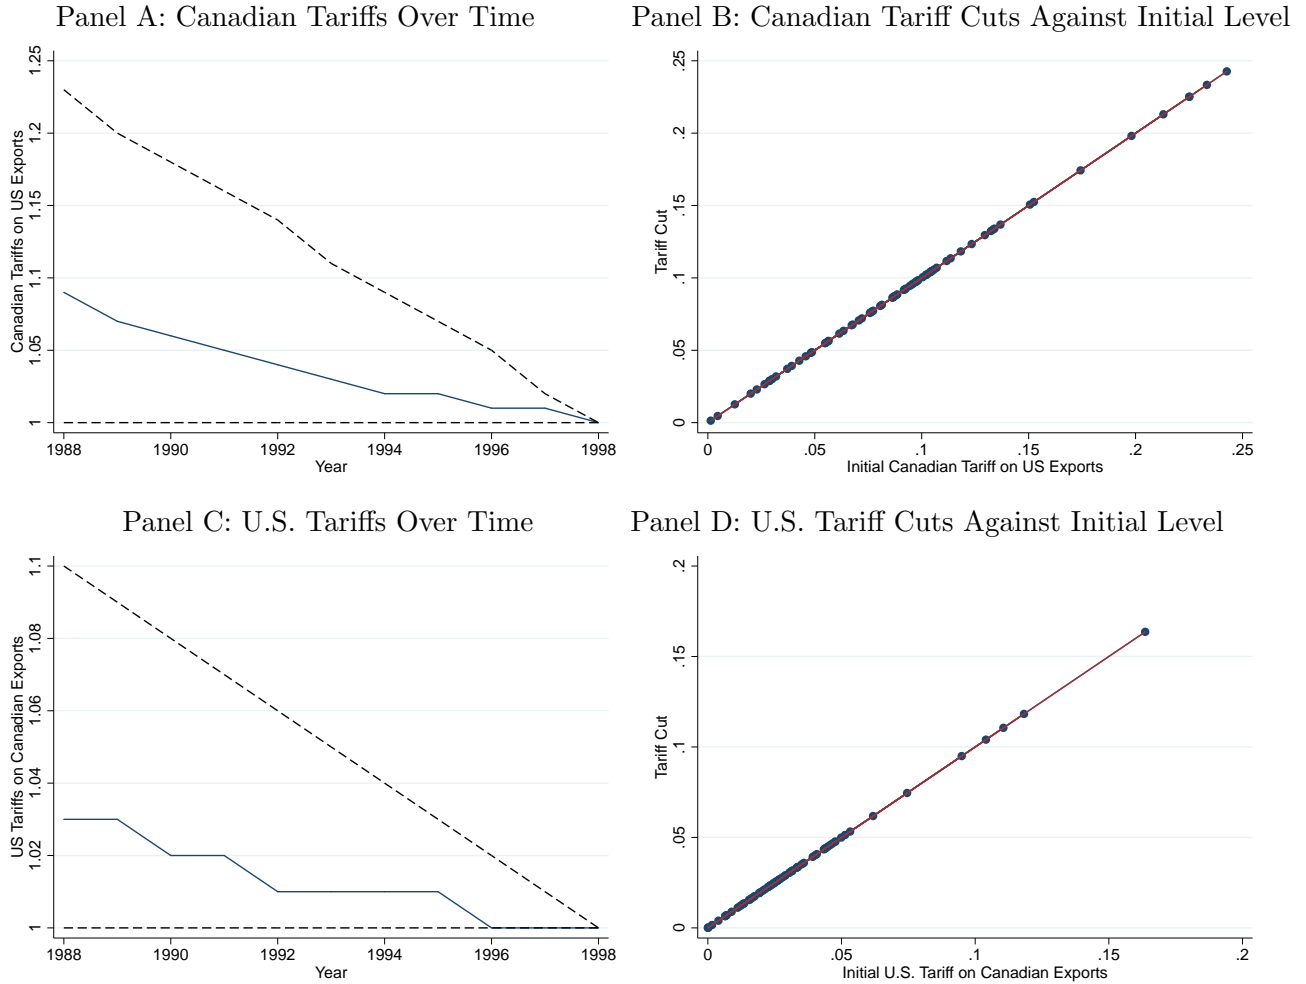 Panel A: Canadian Tariffs Over Time
Canadian Tariffs on US Exports
1.25
1.2
1.15
1.1
1.05
1
1988 1990 1992 1994 1996 1998
Year
Panel B: Canadian Tariff Cuts Against Initial Level
Tariff Cut
.25
.2
.15
.1
.05
0
0 .05 .1 .15 .2 .25
Initial Canadian Tariff on US Exports
Panel C: U.S. Tariffs Over Time
US Tariffs on Canadian Exports
1.1
1.08
1.06
1.04
1.02
1
1988 1990 1992 1994 1996 1998
Year
Panel D: U.S. Tariff Cuts Against Initial Level
Tariff Cut
.2
.15
.1
.05
0
0 .05 .1 .15 .2
Initial U.S. Tariff on Canadian Exports